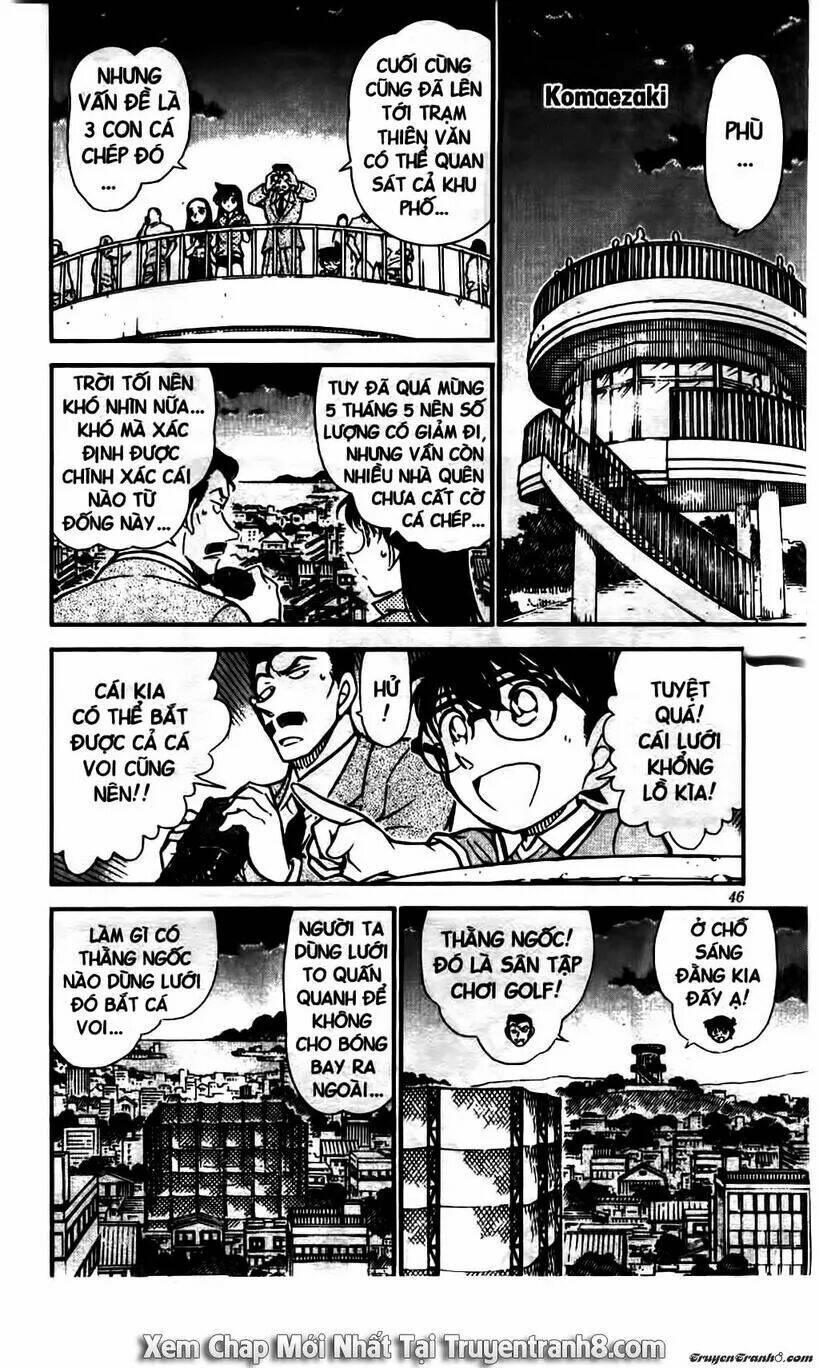 Komaezaki
PHÙ
...
CUỐI CÙNG
CŨNG ĐÃ LÊN
TỚI TRẠM
THIÊN VĂN
CÓ THỂ QUAN
SÁT CẢ KHU
PHỐ...
NHƯNG
VẤN ĐỀ LÀ
3 CON CÁ
CHÉP ĐÓ
...
TUY ĐÃ QUÁ MÙNG
5 THÁNG 5 NÊN SỐ
LƯỢNG CÓ GIẢM ĐI,
NHƯNG VẤN CÒN
NHIỀU NHÀ QUÊN
CHƯA CẤT CỜ
CÁ CHÉP...
TRỜI TỐI NÊN
KHÓ NHÌN NỮA...
KHÓ MÀ XÁC
ĐỊNH ĐƯỢC
CHÍNH XÁC CÁI
NÀO TỪ
ĐỐNG NÀY...
TUYỆT
QUÁ!
CÁI LƯỚI
KHỔNG
LỒ KÌA!
HỬ
!
CÁI KIA
CÓ THỂ BẮT
ĐƯỢC CẢ CÁ
VOI CŨNG
NÊN!!
46
Ở CHỖ
SÁNG
ĐẰNG KIA
ĐẤY Ạ!
THẰNG NGỐC!
ĐÓ LÀ SÂN TẬP
CHƠI GOLF!
NGƯỜI TA
DÙNG LƯỚI
TO QUẤN
QUANH ĐỂ
KHÔNG
CHO BÓNG
BAY RA
NGOÀI...
LÀM GÌ CÓ
THẰNG NGỐC
NÀO DÙNG LƯỚI
ĐÓ BẮT CÁ
VOI...
Xem Chap Mới Nhất Tại Truyentranh8.com
TruyenTranh8.com
TruyenTranh8.com